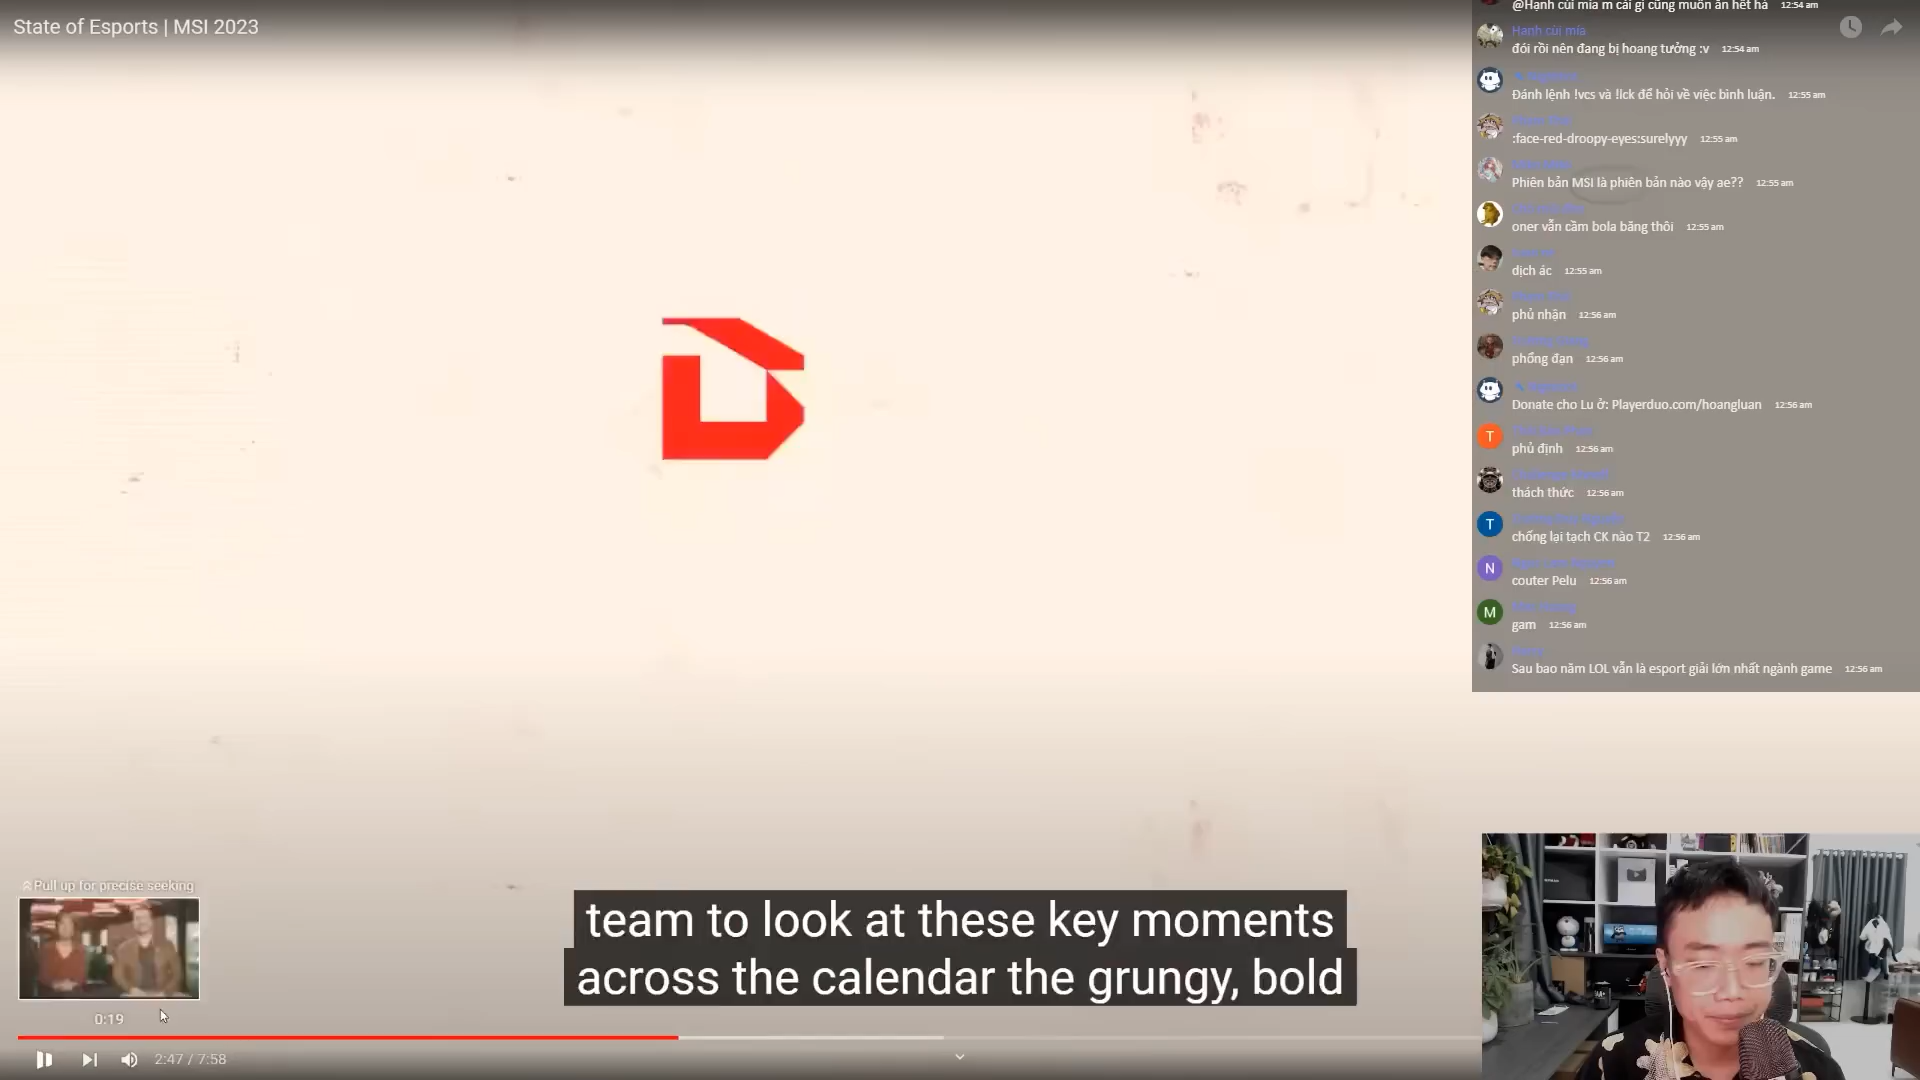 State of Esports | MSI 2023
@Hạnh củi mía m cái gì cũng muốn ăn hết hả 12:54 am
Hạnh củi mía
đói rồi nên đang bị hoang tưởng :v 12:54 am
Đánh lệnh !vcs và !lck để hỏi về việc bình luận. 12:55 am
:face-red-droopy-eyes:surelyyy 12:55 am
Phiên bản MSI là phiên bản nào vậy ae?? 12:55 am
oner vẫn cầm bola băng thôi 12:55 am
dịch ác 12:55 am
phủ nhận 12:56 am
phổng đạn 12:56 am
Donate cho Lu ở: Playerduo.com/hoangluan 12:56 am
T
phủ định 12:56 am
thách thức 12:56 am
T
chống lại tạch CK nào T2 12:56 am
N
couter Pelu 12:56 am
M
gam 12:56 am
Sau bao năm LOL vẫn là esport giải lớn nhất ngành game 12:56 am
Pull up for precise seeking
0:19
team to look at these key moments
across the calendar the grungy, bold
2:47 / 7:58